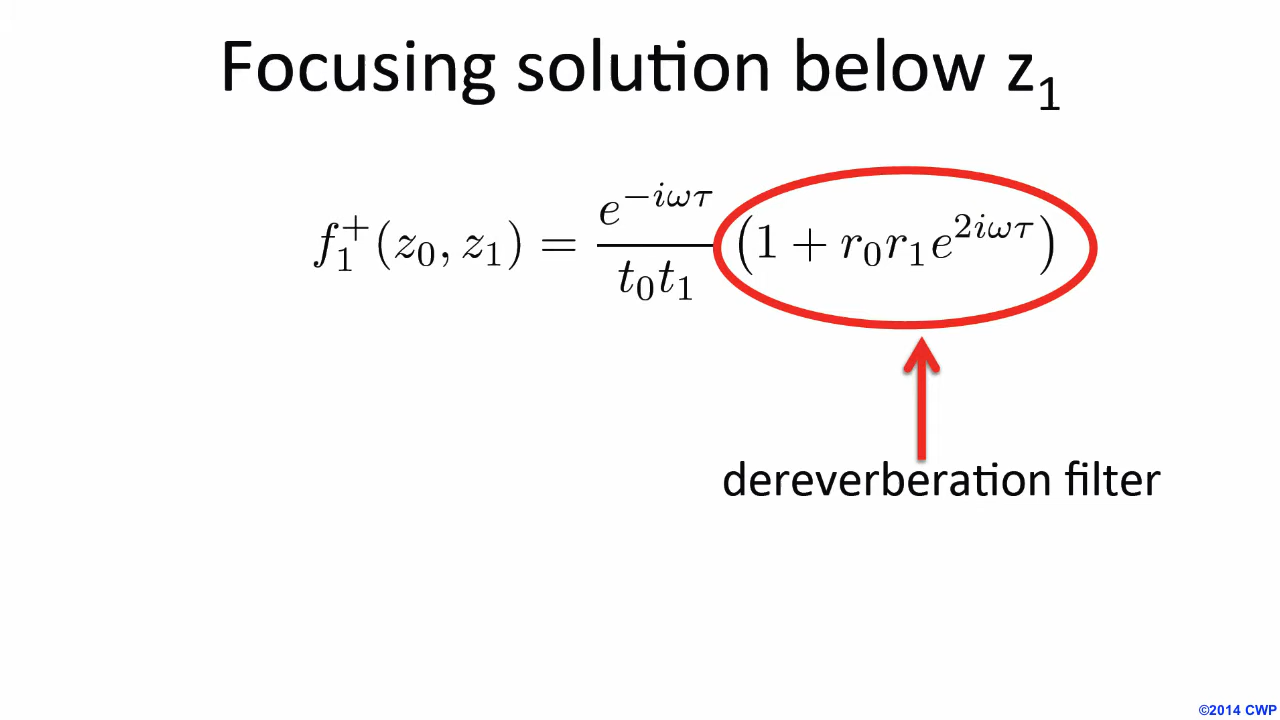 Focusing solution below z₁
f₁⁺(z₀, z₁) = e^{−iωτ} / t₀t₁ (1 + r₀r₁e^{2iωτ})
dereverberation filter
©2014 CWP